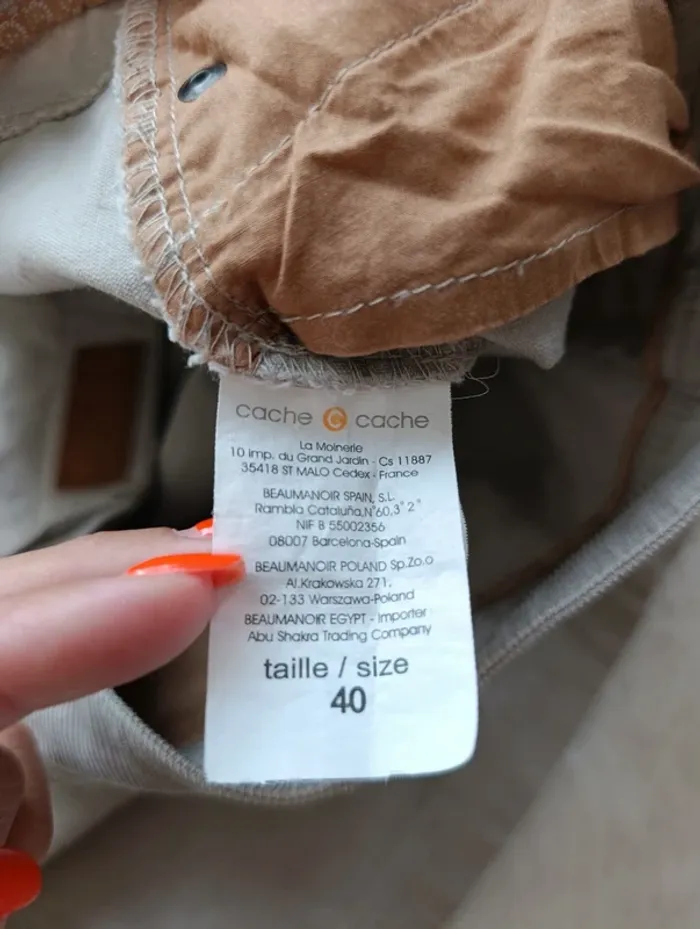 cache c cache
La Moinerie
10 imp. du Grand Jardin - Cs 11887
35418 ST MALO Cedex - France
BEAUMANOIR SPAIN, S.L.
Rambla Cataluña,N°60,3° 2ª
NIF B 55002356
08007 Barcelona-Spain
BEAUMANOIR POLAND Sp.Zo.o
Al.Krakowska 271,
02-133 Warszawa-Poland
BEAUMANOIR EGYPT - Importer
Abu Shakra Trading Company
taille / size
40